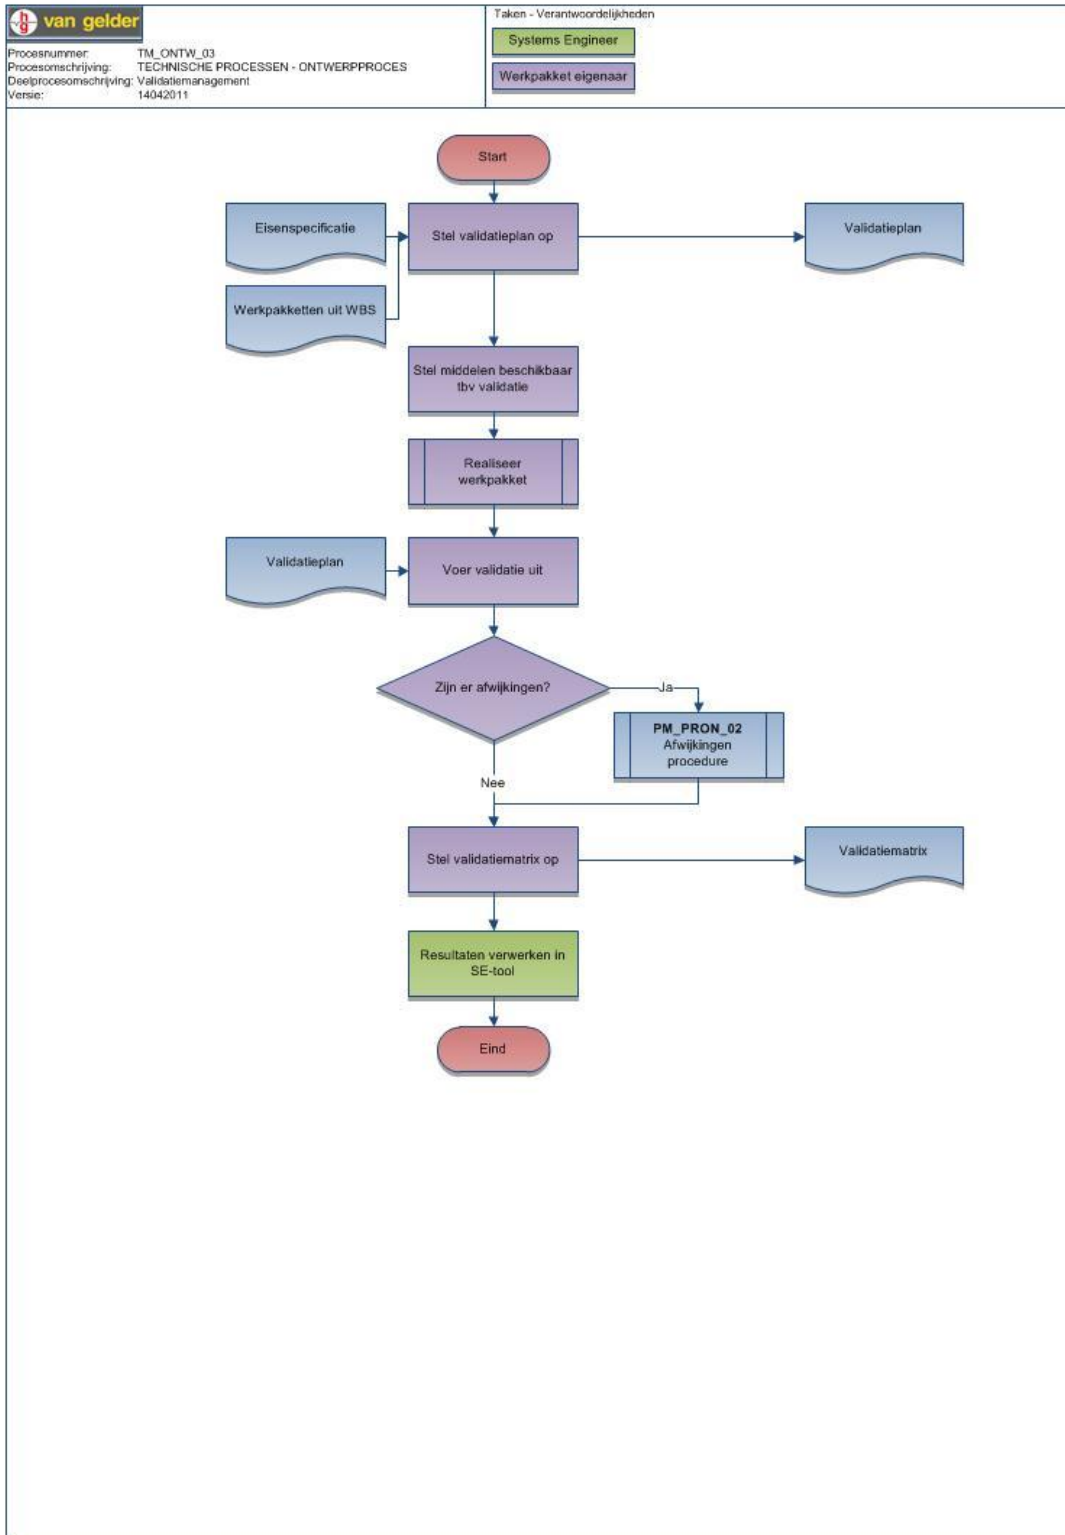 hg van gelder
Procesnummer: TM_ONTW_03
Procesomschrijving: TECHNISCHE PROCESSEN - ONTWERPPROCES
Deelprocesomschrijving: Validatiemanagement
Versie: 14042011
Taken - Verantwoordelijkheden
Systems Engineer
Werkpakket eigenaar
Start
Eisenspecificatie
Stel validatieplan op
Validatieplan
Werkpakketten uit WBS
Stel middelen beschikbaar
tbv validatie
Realiseer
werkpakket
Validatieplan
Voer validatie uit
Zijn er afwijkingen?
Ja
PM_PRON_02
Afwijkingen
procedure
Nee
Stel validatiematrix op
Validatiematrix
Resultaten verwerken in
SE-tool
Eind